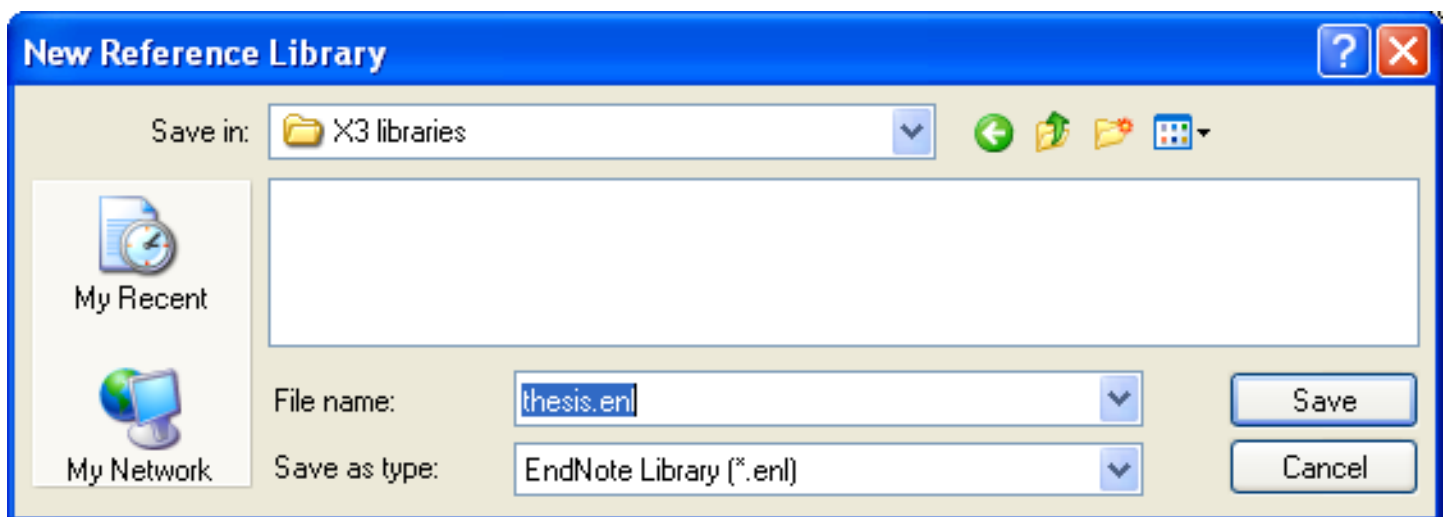 New Reference Library
Save in: X3 libraries
My Recent
File name: thesis.enl Save
My Network Save as type: EndNote Library (*.enl) Cancel